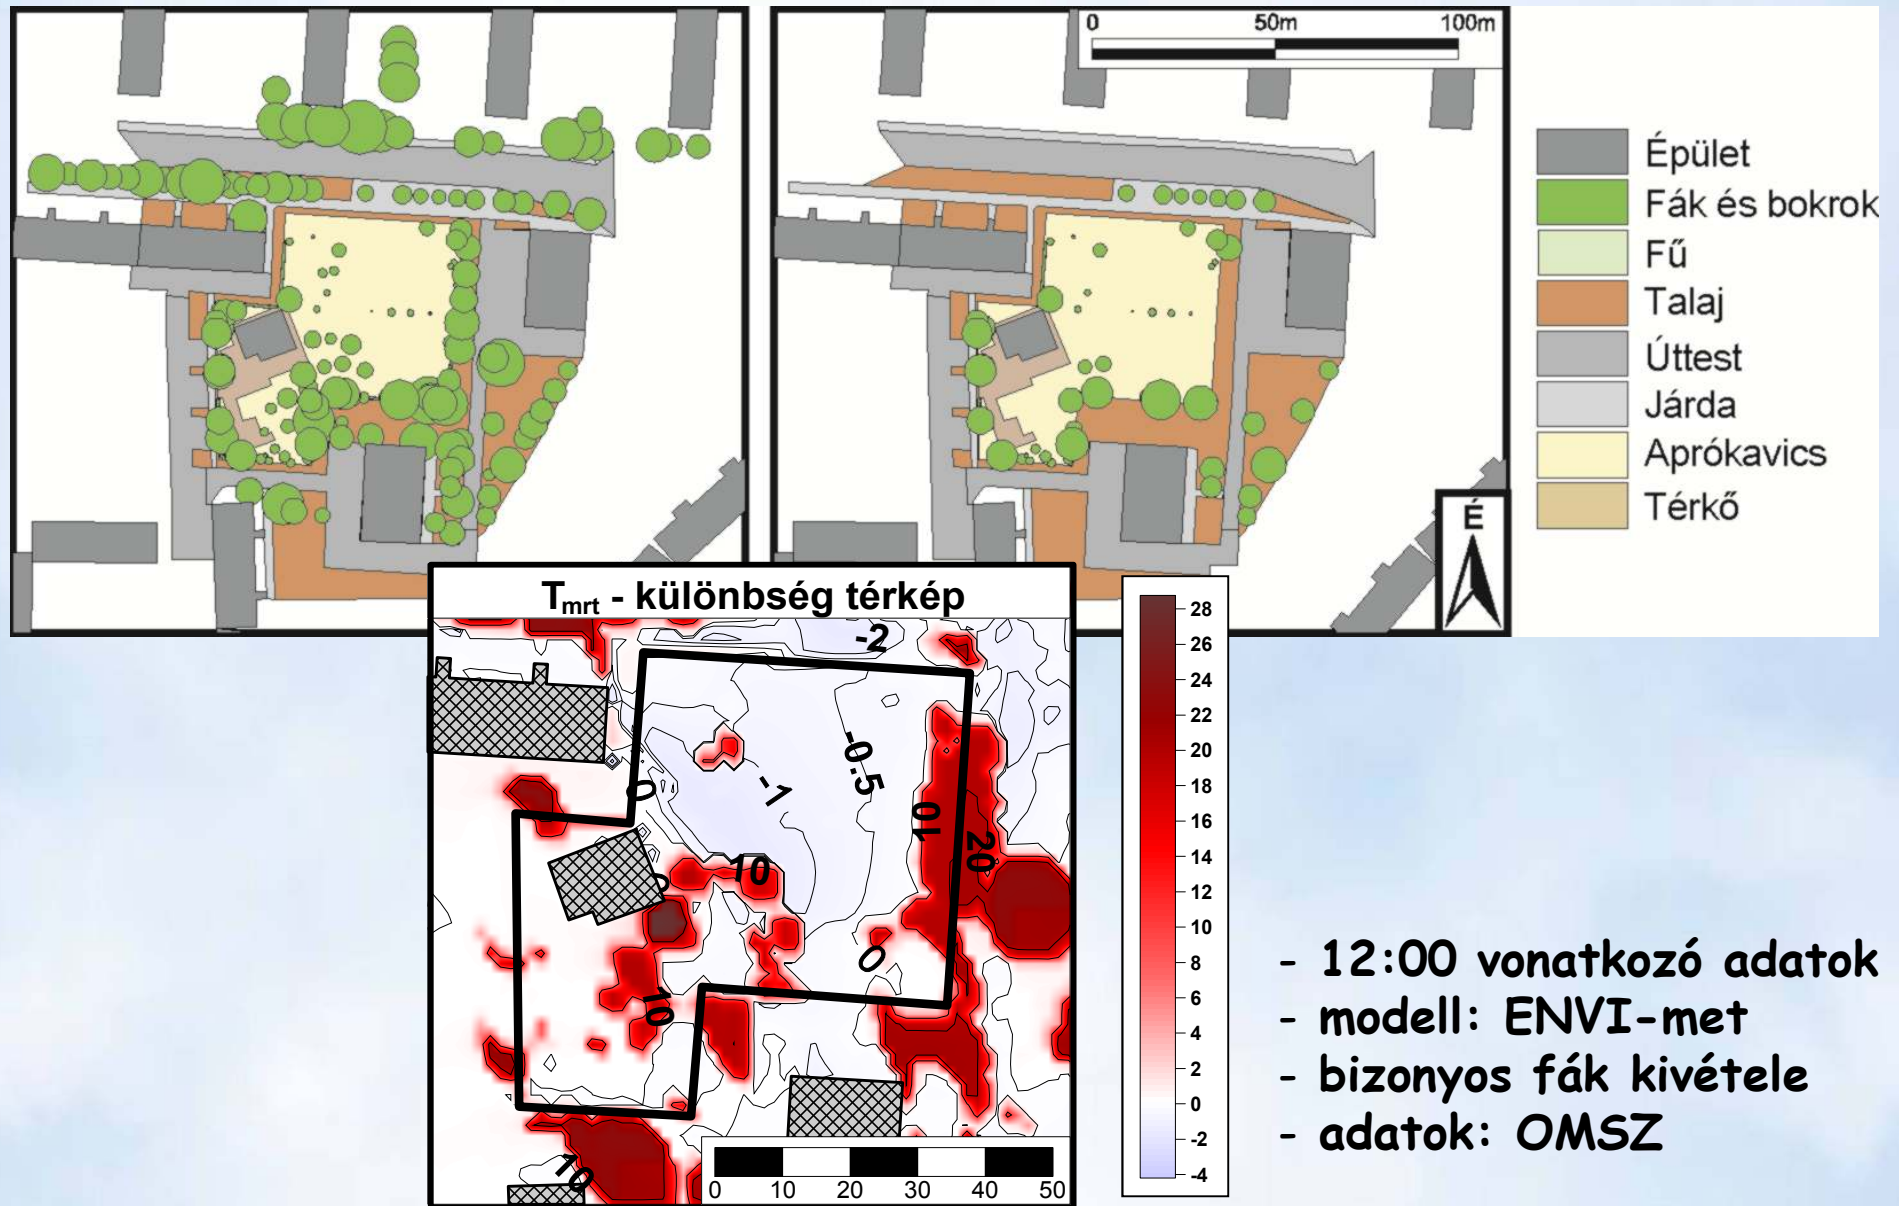 0 50m 100m
Épület
Fák és bokrok
Fű
Talaj
Úttest
Járda
Aprókavics
Térkő
É
Tmrt - különbség térkép
-2
-0.5
-1
0
10
10
20
0
0
10
10
0 10 20 30 40 50
28
26
24
22
20
18
16
14
12
10
8
6
4
2
0
-2
-4
- 12:00 vonatkozó adatok
- modell: ENVI-met
- bizonyos fák kivétele
- adatok: OMSZ